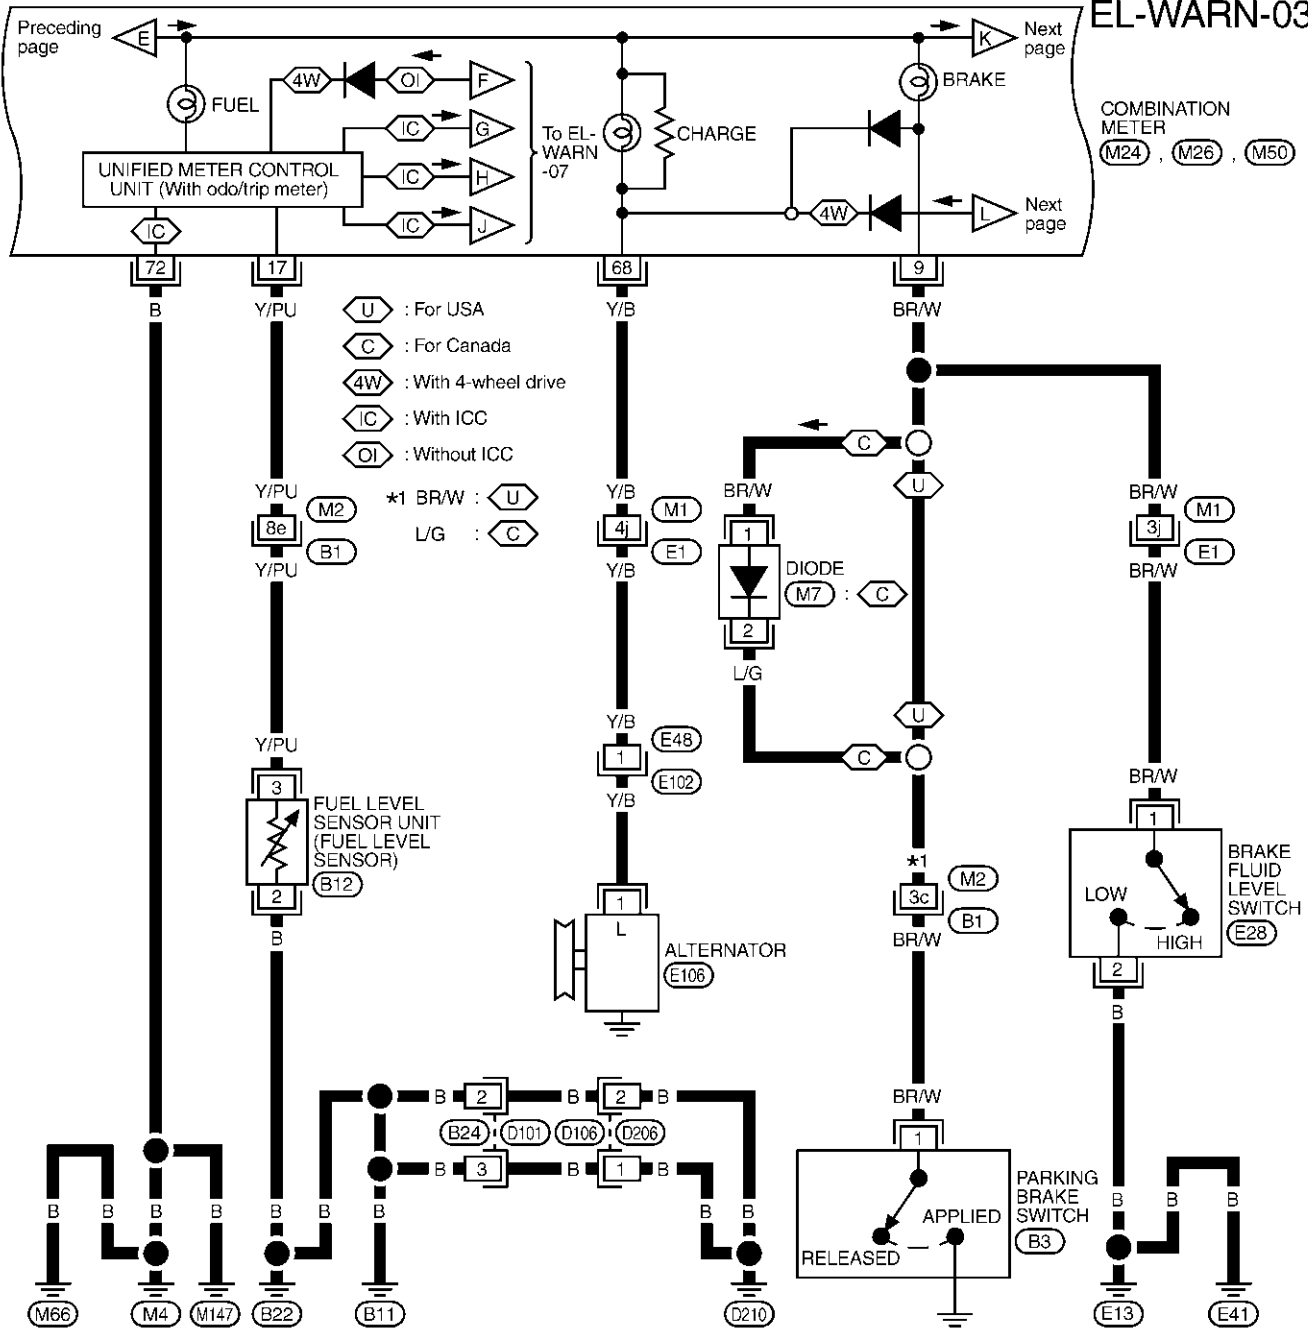 EL-WARN-03
Preceding
page
E
K
Next
page
FUEL
4W
OI
F
BRAKE
COMBINATION
METER
M24 , M26 , M50
IC
G
To EL-
WARN
-07
CHARGE
UNIFIED METER CONTROL
UNIT (With odo/trip meter)
IC
H
IC
J
4W
L
Next
page
IC
72
17
68
9
B
Y/PU
Y/B
BR/W
U : For USA
C : For Canada
4W : With 4-wheel drive
IC : With ICC
OI : Without ICC
*1 BR/W : U
L/G : C
C
U
Y/PU
Y/B
BR/W
BR/W
8e
M2
B1
4j
M1
E1
1
3j
M1
E1
Y/PU
Y/B
BR/W
DIODE
M7 : C
2
L/G
Y/B
U
E48
1
E102
C
Y/PU
Y/B
BR/W
3
FUEL LEVEL
SENSOR UNIT
(FUEL LEVEL
SENSOR)
B12
2
B
1
L
ALTERNATOR
E106
*1
3c
M2
B1
BR/W
1
BRAKE
FLUID
LEVEL
SWITCH
E28
LOW
HIGH
2
B
B
2
B
2
B
BR/W
B24
D101
D106
D206
1
B
3
B
1
B
PARKING
BRAKE
SWITCH
B3
APPLIED
RELEASED
B
B
B
B
B
B
B
B
B
B
B
B
M66
M4
M147
B22
B11
D210
E13
E41